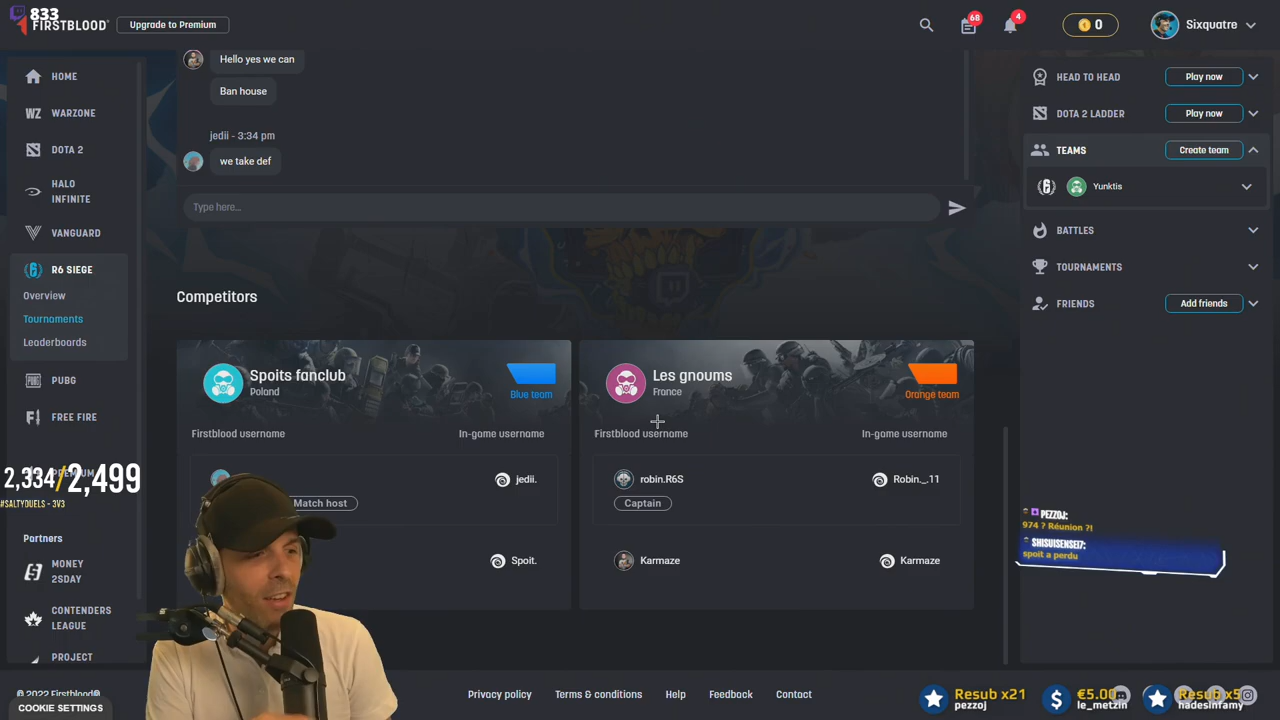 833
FIRSTBLOOD®
Upgrade to Premium
68
4
0
Sixquatre
HOME
WZ WARZONE
DOTA 2
HALO
INFINITE
VANGUARD
R6 SIEGE
Overview
Tournaments
Leaderboards
PUBG
FREE FIRE
PREMIUM
2,334/2,499
#SALTYDUELS - 3V3
Partners
MONEY
2SDAY
CONTENDERS
LEAGUE
PROJECT
© 2022 Firstblood®
COOKIE SETTINGS
Hello yes we can
Ban house
jedii - 3:34 pm
we take def
Type here...
Competitors
Spoits fanclub
Poland
Blue team
Firstblood username
In-game username
jedii.
Match host
Spoit.
Les gnoums
France
Orange team
Firstblood username
In-game username
robin.R6S
Captain
Robin._.11
Karmaze
Karmaze
HEAD TO HEAD
Play now
DOTA 2 LADDER
Play now
TEAMS
Create team
Yunktis
BATTLES
TOURNAMENTS
FRIENDS
Add friends
PEZZOJ:
974 ? Réunion ?!
SHISUISENSEI7:
spoit a perdu
Privacy policy
Terms & conditions
Help
Feedback
Contact
Resub x21
pezzoj
€5.00
le_metzin
Resub x5
hadesinfamy